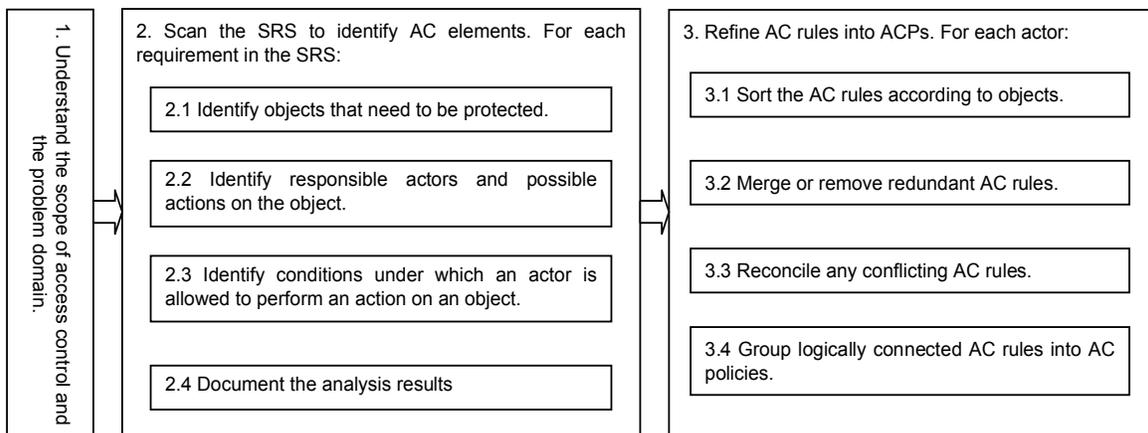 1. Understand the scope of access control and
the problem domain.
2. Scan the SRS to identify AC elements. For each
requirement in the SRS:
2.1 Identify objects that need to be protected.
2.2 Identify responsible actors and possible
actions on the object.
2.3 Identify conditions under which an actor is
allowed to perform an action on an object.
2.4 Document the analysis results
3. Refine AC rules into ACPs. For each actor:
3.1 Sort the AC rules according to objects.
3.2 Merge or remove redundant AC rules.
3.3 Reconcile any conflicting AC rules.
3.4 Group logically connected AC rules into AC
policies.